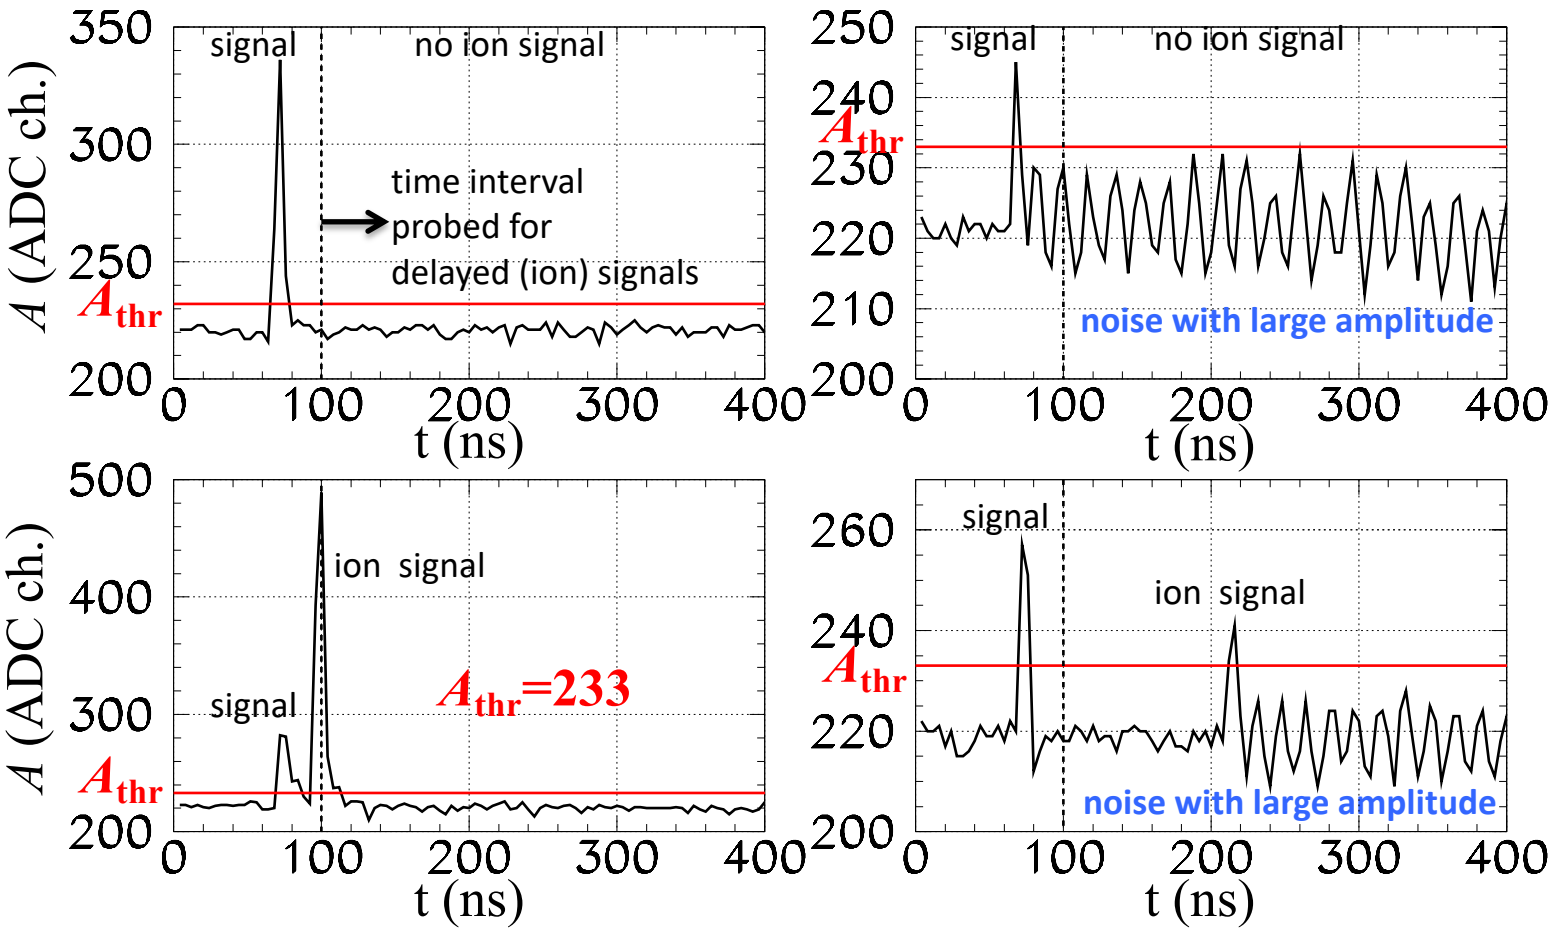 350
300
250
200
A (ADC ch.)
A_thr
signal
no ion signal
time interval
probed for
delayed (ion) signals
0 100 200 300 400
t (ns)
250
240
230
220
210
200
A_thr
signal
no ion signal
noise with large amplitude
0 100 200 300 400
t (ns)
500
400
300
200
A (ADC ch.)
A_thr
signal
ion signal
A_thr=233
0 100 200 300 400
t (ns)
260
240
220
200
A_thr
signal
ion signal
noise with large amplitude
0 100 200 300 400
t (ns)